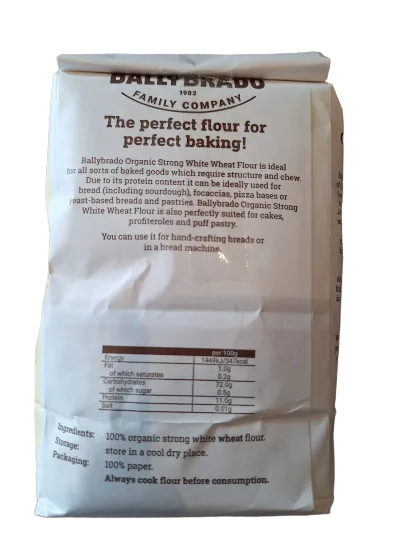 BALLYBRADO
1983
FAMILY COMPANY
The perfect flour for
perfect baking!
Ballybrado Organic Strong White Wheat Flour is ideal
for all sorts of baked goods which require structure and chew.
Due to its protein content it can be ideally used for
bread (including sourdough), focaccias, pizza bases or
yeast-based breads and pastries. Ballybrado Organic Strong
White Wheat Flour is also perfectly suited for cakes,
profiteroles and puff pastry.
You can use it for hand-crafting breads or
in a bread machine.
per 100g
Energy 1449kJ/347kcal
Fat 1.0g
of which saturates 0.2g
Carbohydrates 72.0g
of which sugar 0.5g
Protein 11.0g
Salt 0.01g
Ingredients: 100% organic strong white wheat flour.
Storage: store in a cool dry place.
Packaging: 100% paper.
Always cook flour before consumption.